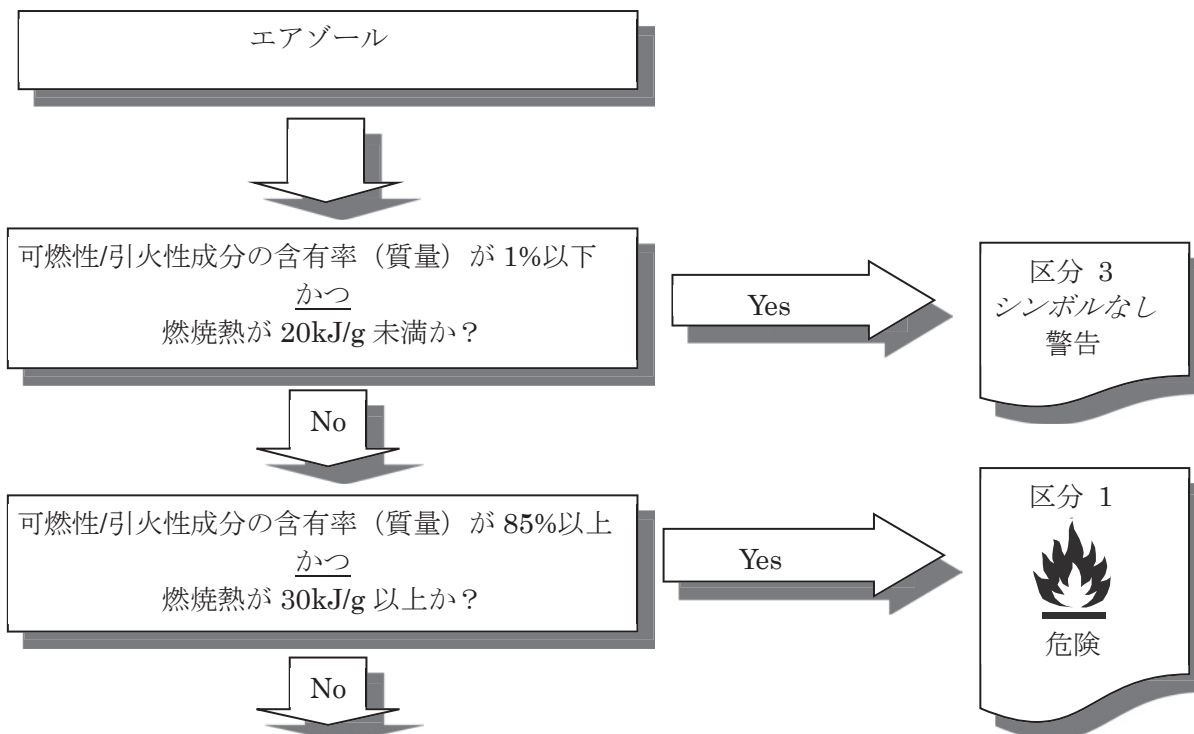 エアゾール
可燃性/引火性成分の含有率（質量）が 1%以下
かつ
燃焼熱が 20kJ/g 未満か？
Yes
区分 3
シンボルなし
警告
No
可燃性/引火性成分の含有率（質量）が 85%以上
かつ
燃焼熱が 30kJ/g 以上か？
Yes
区分 1
危険
No